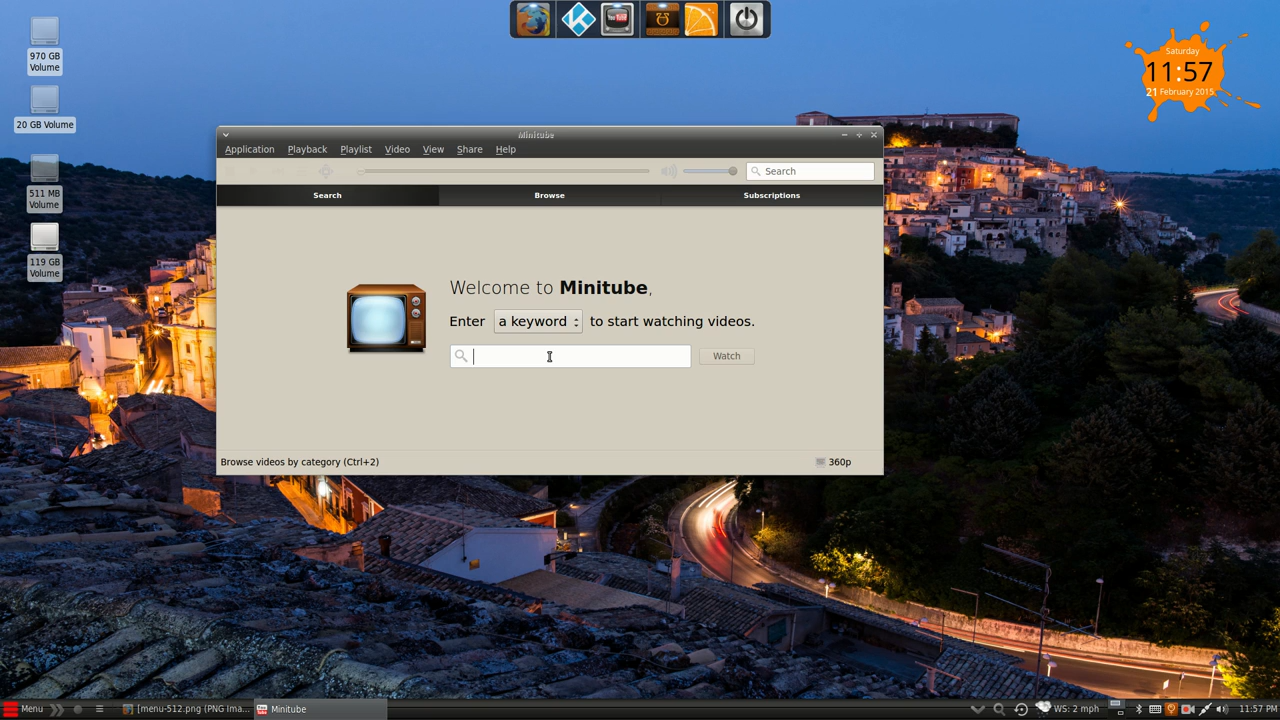 970 GB
Volume
20 GB Volume
511 MB
Volume
119 GB
Volume
You Tube
Saturday
11:57
21 February 2015
Minitube
Application Playback Playlist Video View Share Help
Search
Search Browse Subscriptions
Welcome to Minitube,
Enter a keyword to start watching videos.
Watch
Browse videos by category (Ctrl+2) 360p
Menu [menu-512.png (PNG Ima... Minitube WS: 2 mph 11:57 PM